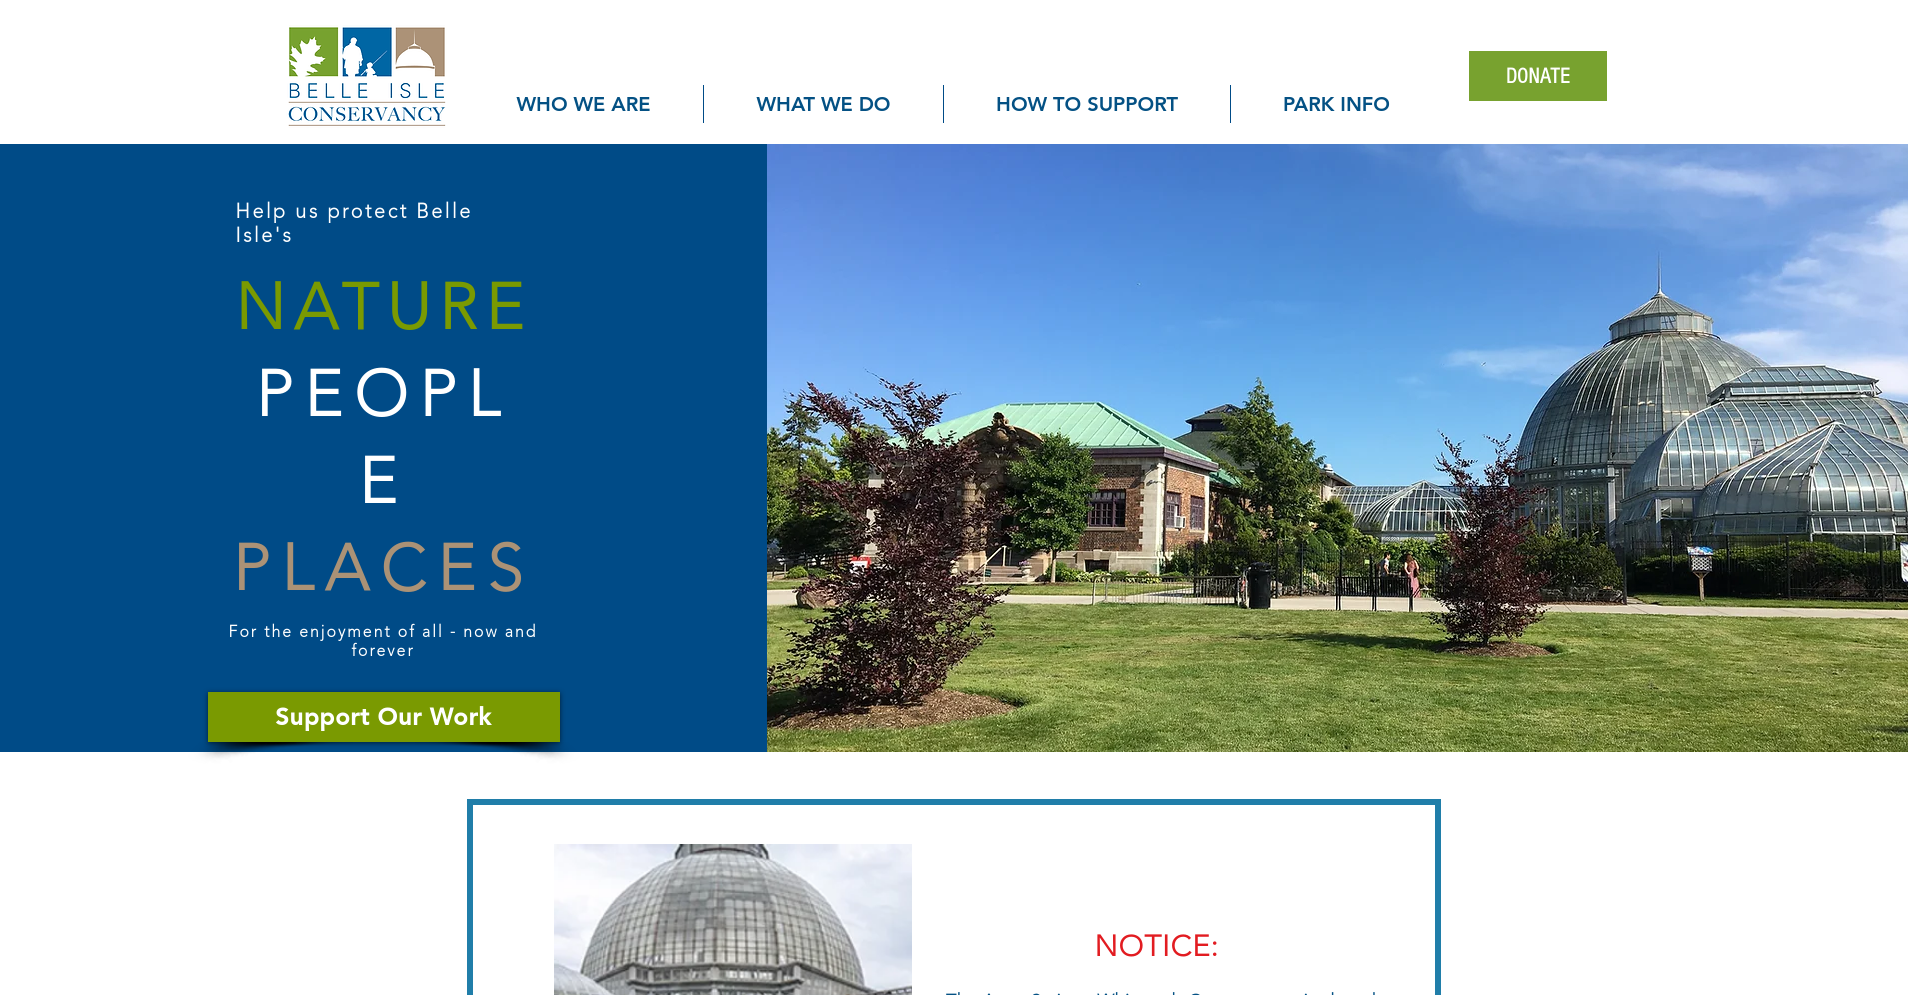 BELLE ISLE
CONSERVANCY
WHO WE ARE
WHAT WE DO
HOW TO SUPPORT
PARK INFO
DONATE
Help us protect Belle
Isle's
NATURE
PEOPL
E
PLACES
For the enjoyment of all - now and
forever
Support Our Work
NOTICE: